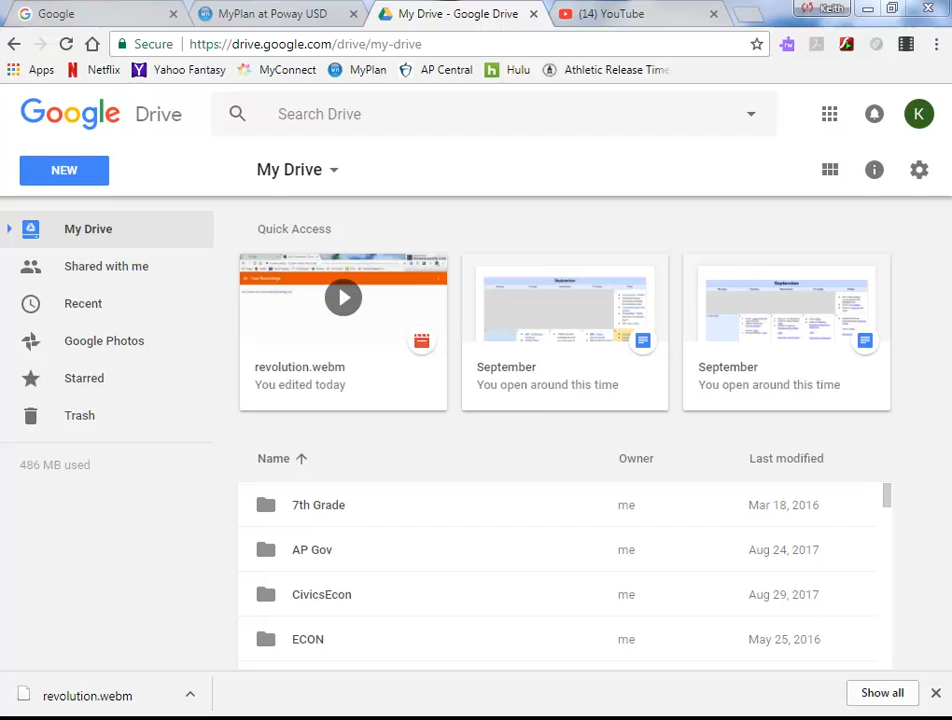 Google
MyPlan at Poway USD
My Drive - Google Drive
(14) YouTube
Keith
Secure
https://drive.google.com/drive/my-drive
Apps
Netflix
Yahoo Fantasy
MyConnect
MyPlan
AP Central
Hulu
Athletic Release Time
Google Drive
Search Drive
K
NEW
My Drive
My Drive
Shared with me
Recent
Google Photos
Starred
Trash
486 MB used
Quick Access
revolution.webm
You edited today
September
September
You open around this time
September
September
You open around this time
Name
Owner
Last modified
7th Grade
me
Mar 18, 2016
AP Gov
me
Aug 24, 2017
CivicsEcon
me
Aug 29, 2017
ECON
me
May 25, 2016
revolution.webm
Show all